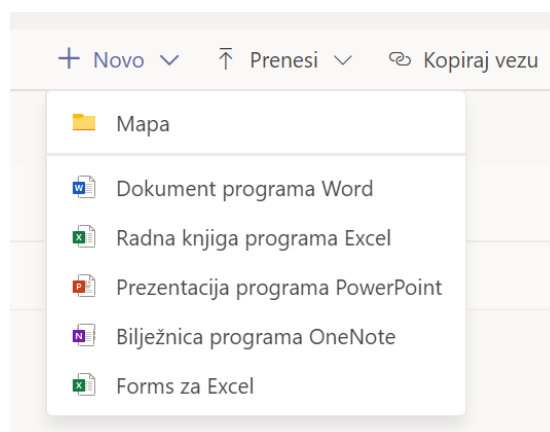 Novo Prenesi Kopiraj vezu
Mapa
Dokument programa Word
Radna knjiga programa Excel
Prezentacija programa PowerPoint
Bilježnica programa OneNote
Forms za Excel